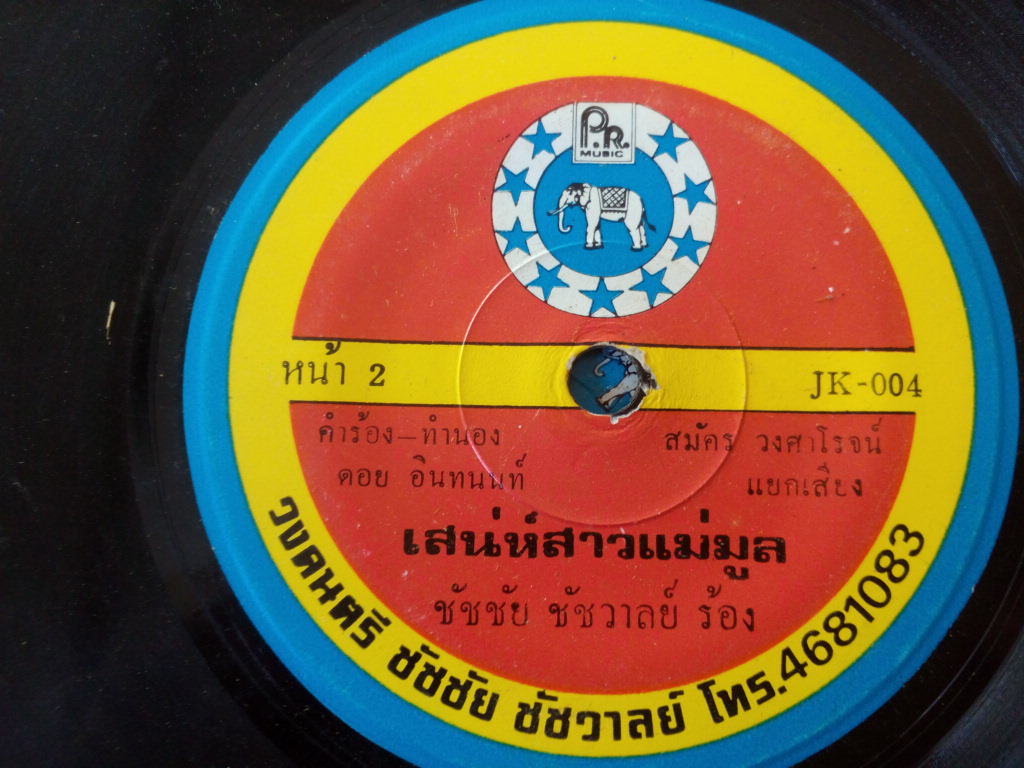 P.R.
MUSIC
หน้า 2
JK-004
คำร้อง-ทำนอง
ดอย อินทนนท์
สมัคร วงศาโรจน์
แยกเสียง
เสน่ห์สาวแม่มูล
ชัชชัย ชัชวาลย์ ร้อง
วงดนตรี ชัชชัย ชัชวาลย์ โทร.4681083